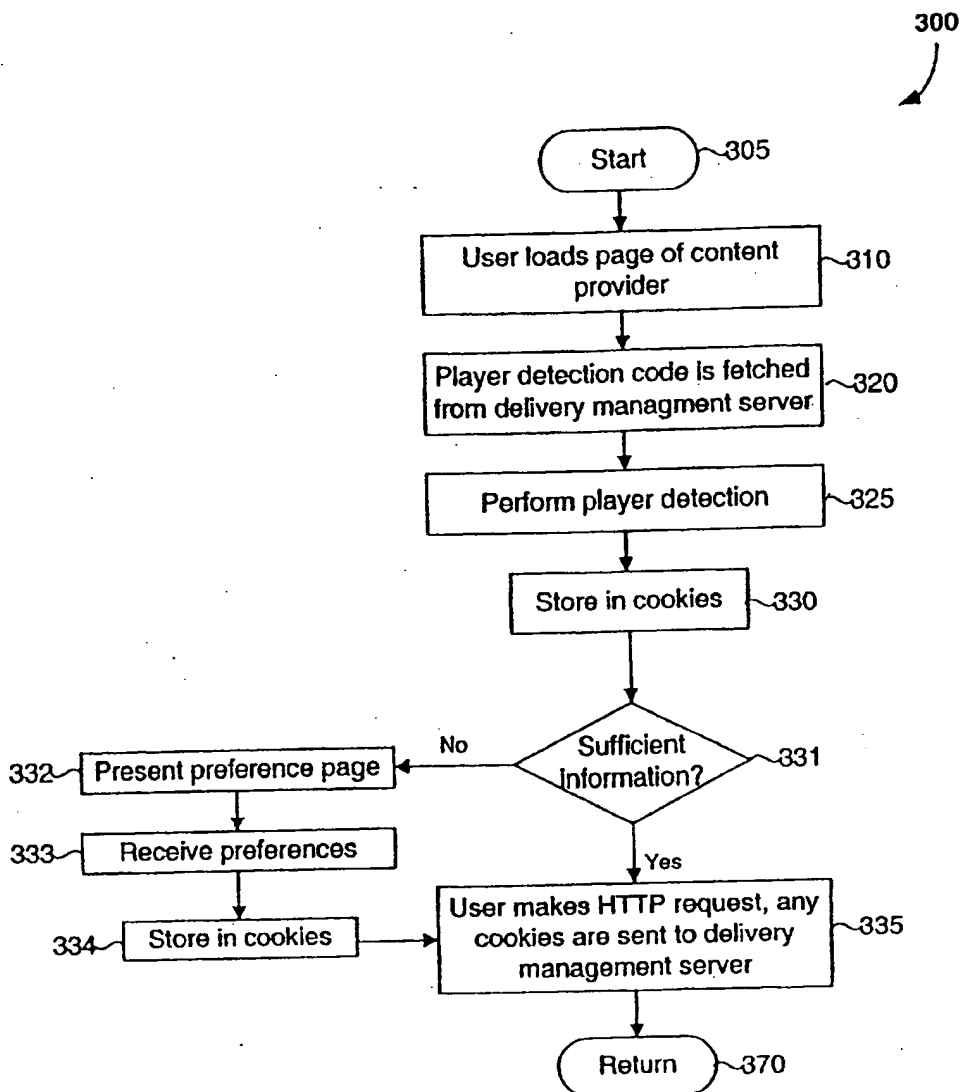 300
Start
305
User loads page of content
provider
310
Player detection code is fetched
from delivery managment server
320
Perform player detection
325
Store in cookies
330
Sufficient
Information?
331
No
Yes
332
Present preference page
333
Receive preferences
334
Store in cookies
User makes HTTP request, any
cookies are sent to delivery
management server
335
Return
370